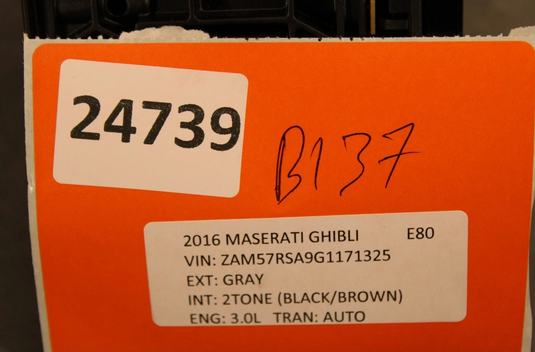 24739
B137
2016 MASERATI GHIBLI E80
VIN: ZAM57RSA9G1171325
EXT: GRAY
INT: 2TONE (BLACK/BROWN)
ENG: 3.0L TRAN: AUTO